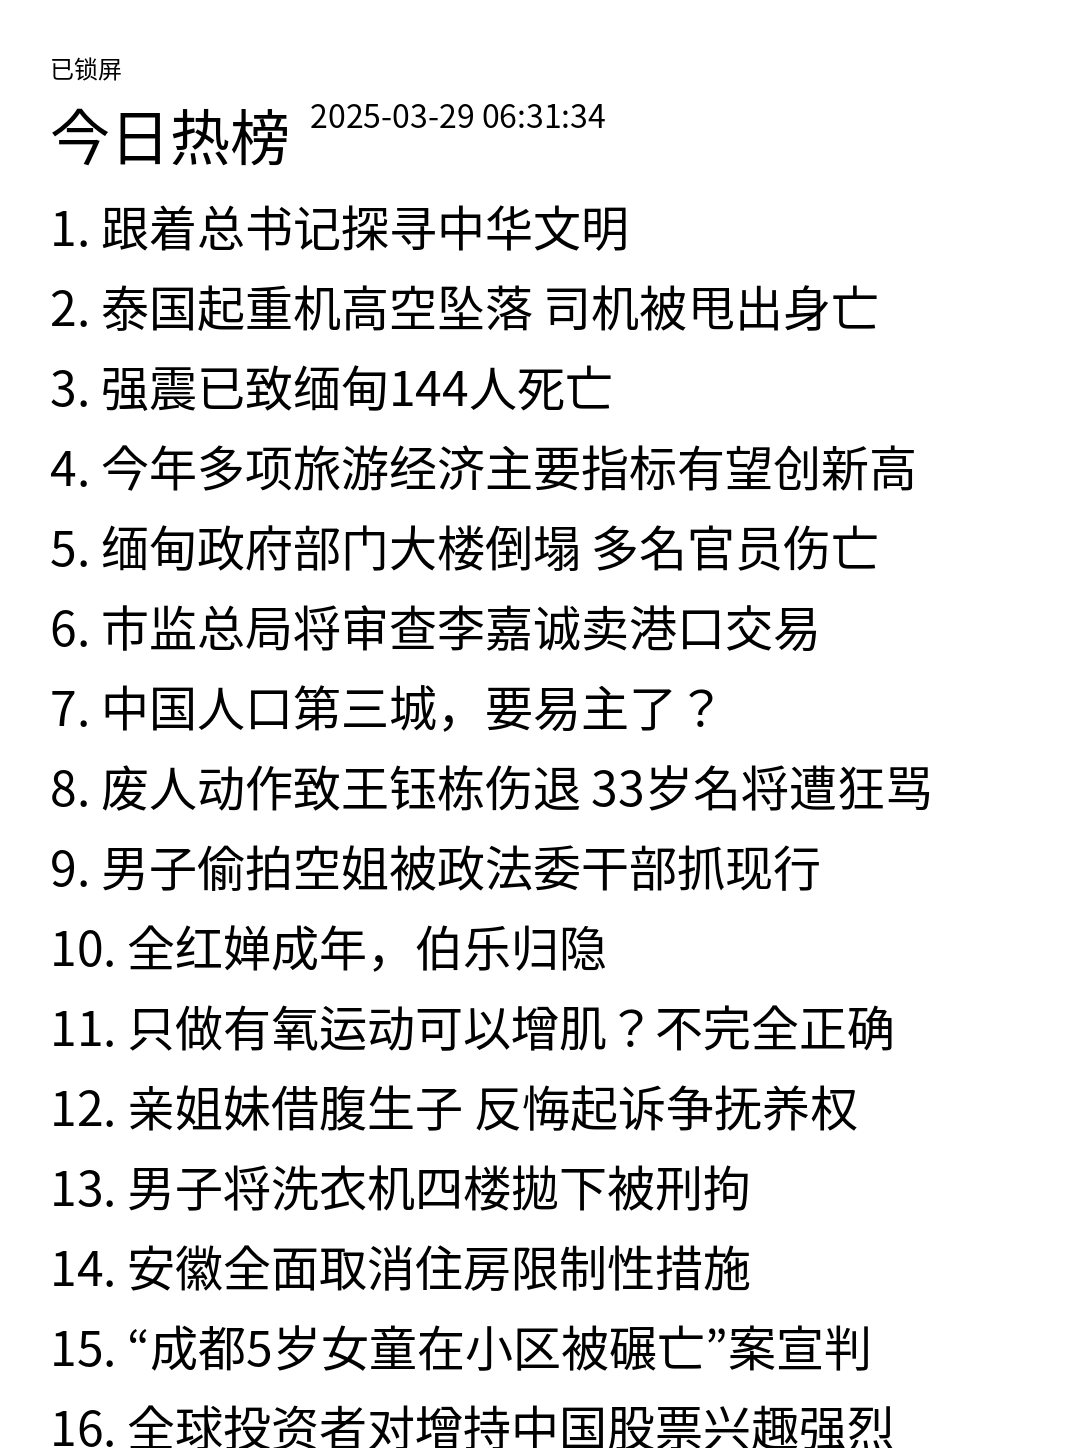 已锁屏
今日热榜 2025-03-29 06:31:34
1. 跟着总书记探寻中华文明
2. 泰国起重机高空坠落 司机被甩出身亡
3. 强震已致缅甸144人死亡
4. 今年多项旅游经济主要指标有望创新高
5. 缅甸政府部门大楼倒塌 多名官员伤亡
6. 市监总局将审查李嘉诚卖港口交易
7. 中国人口第三城，要易主了？
8. 废人动作致王钰栋伤退 33岁名将遭狂骂
9. 男子偷拍空姐被政法委干部抓现行
10. 全红婵成年，伯乐归隐
11. 只做有氧运动可以增肌？不完全正确
12. 亲姐妹借腹生子 反悔起诉争抚养权
13. 男子将洗衣机四楼拋下被刑拘
14. 安徽全面取消住房限制性措施
15. “成都5岁女童在小区被碾亡”案宣判
16. 全球投资者对增持中国股票兴趣强烈